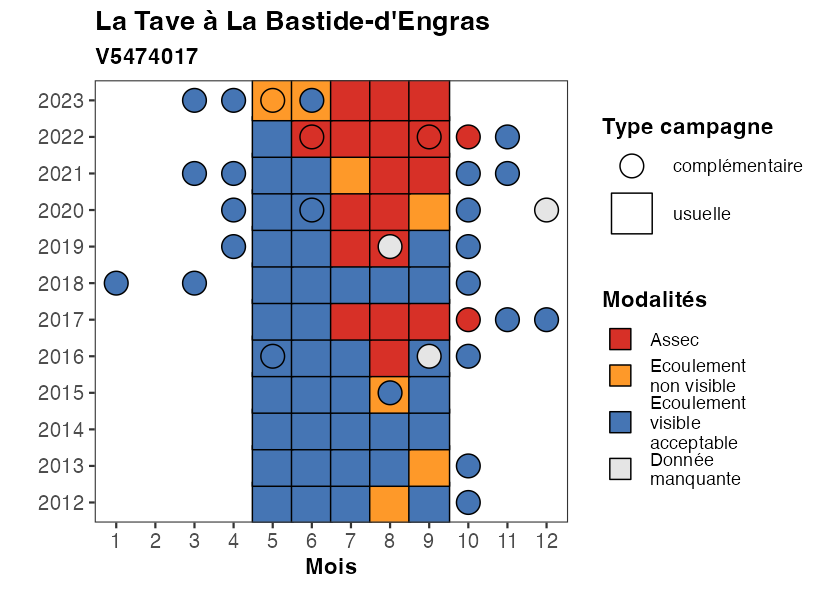 La Tave à La Bastide-d'Engras
V5474017
2023
2022
2021
2020
2019
2018
2017
2016
2015
2014
2013
2012
1 2 3 4 5 6 7 8 9 10 11 12
Mois
Type campagne
complémentaire
usuelle
Modalités
Assec
Ecoulement
non visible
Ecoulement
visible
acceptable
Donnée
manquante